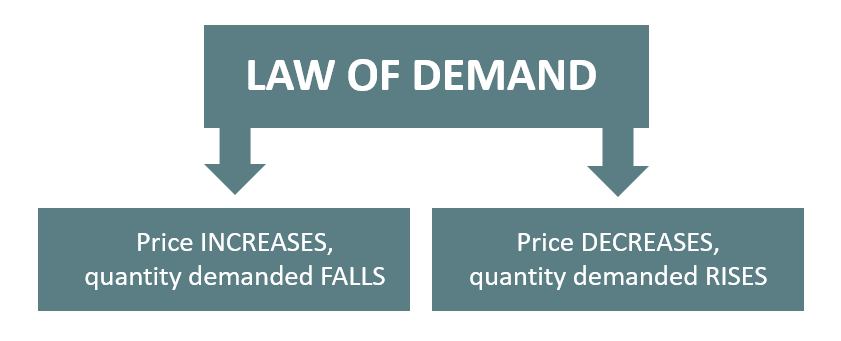 LAW OF DEMAND
Price INCREASES,
quantity demanded FALLS
Price DECREASES,
quantity demanded RISES